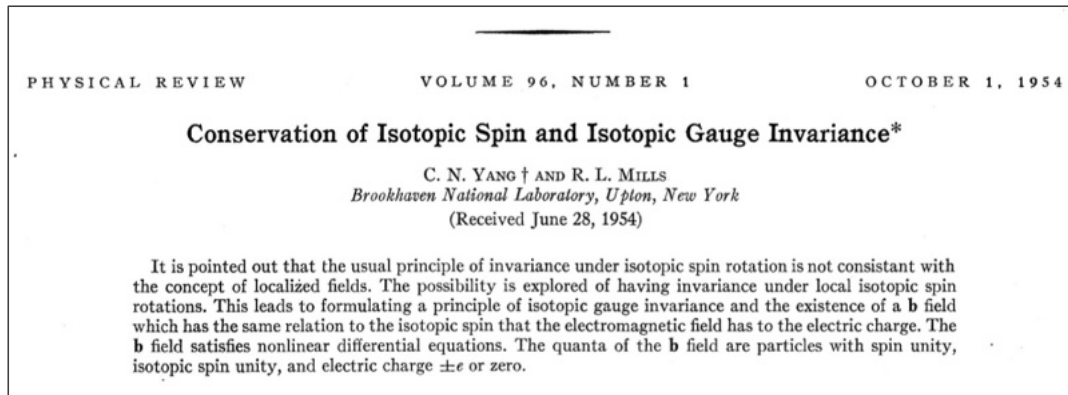 PHYSICAL REVIEW VOLUME 96, NUMBER 1 OCTOBER 1, 1954
Conservation of Isotopic Spin and Isotopic Gauge Invariance*
C. N. YANG † AND R. L. MILLS
Brookhaven National Laboratory, Upton, New York
(Received June 28, 1954)
It is pointed out that the usual principle of invariance under isotopic spin rotation is not consistant with
the concept of localized fields. The possibility is explored of having invariance under local isotopic spin
rotations. This leads to formulating a principle of isotopic gauge invariance and the existence of a b field
which has the same relation to the isotopic spin that the electromagnetic field has to the electric charge. The
b field satisfies nonlinear differential equations. The quanta of the b field are particles with spin unity,
isotopic spin unity, and electric charge ±e or zero.